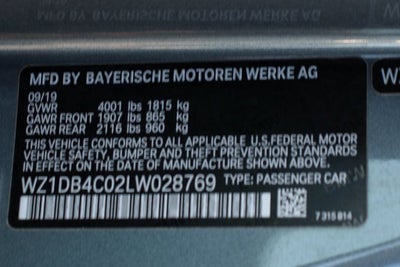 MFD BY BAYERISCHE MOTOREN WERKE AG
09/19
GVWR 4001 lbs 1815 kg
GAWR FRONT 1907 lbs 865 kg
GAWR REAR 2116 lbs 960 kg
THIS VEHICLE CONFORMS TO ALL APPLICABLE U.S.FEDERAL MOTOR
VEHICLE SAFETY, BUMPER, AND THEFT PREVENTION STANDARDS IN
EFFECT ON THE DATE OF MANUFACTURE SHOWN ABOVE.
WZ1DB4C02LW028769 TYPE: PASSENGER CAR
7 315 814
WZ